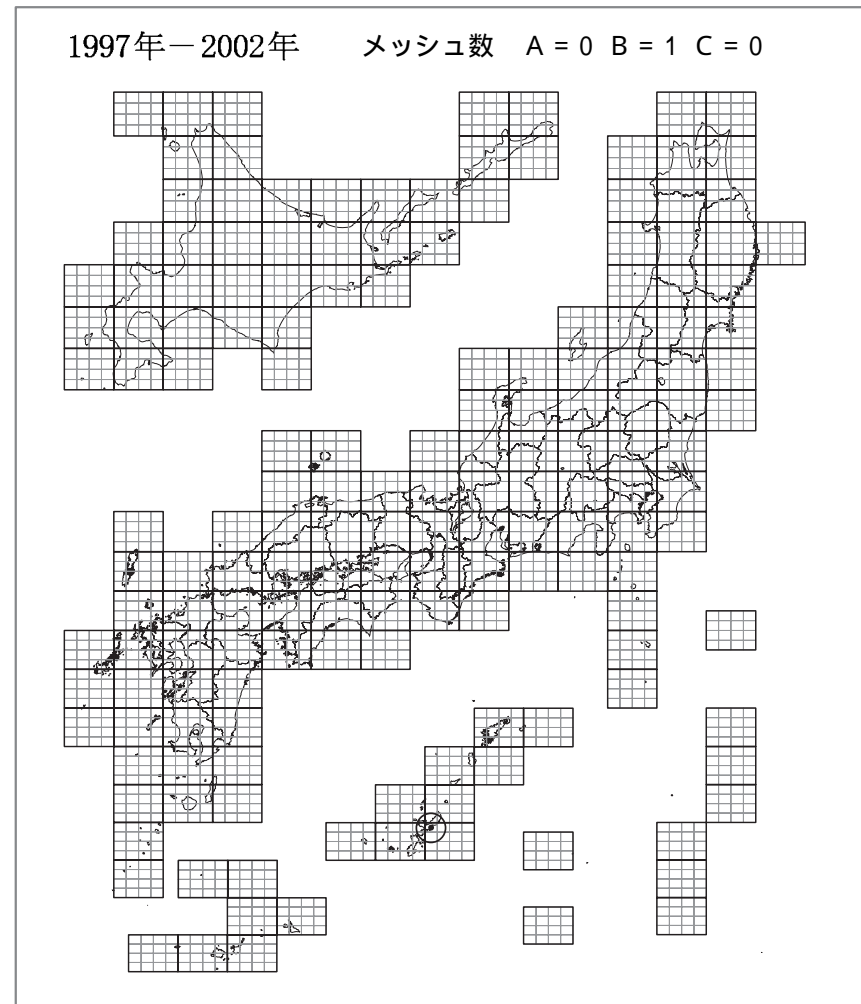 1997年－2002年 メッシュ数 A = 0 B = 1 C = 0